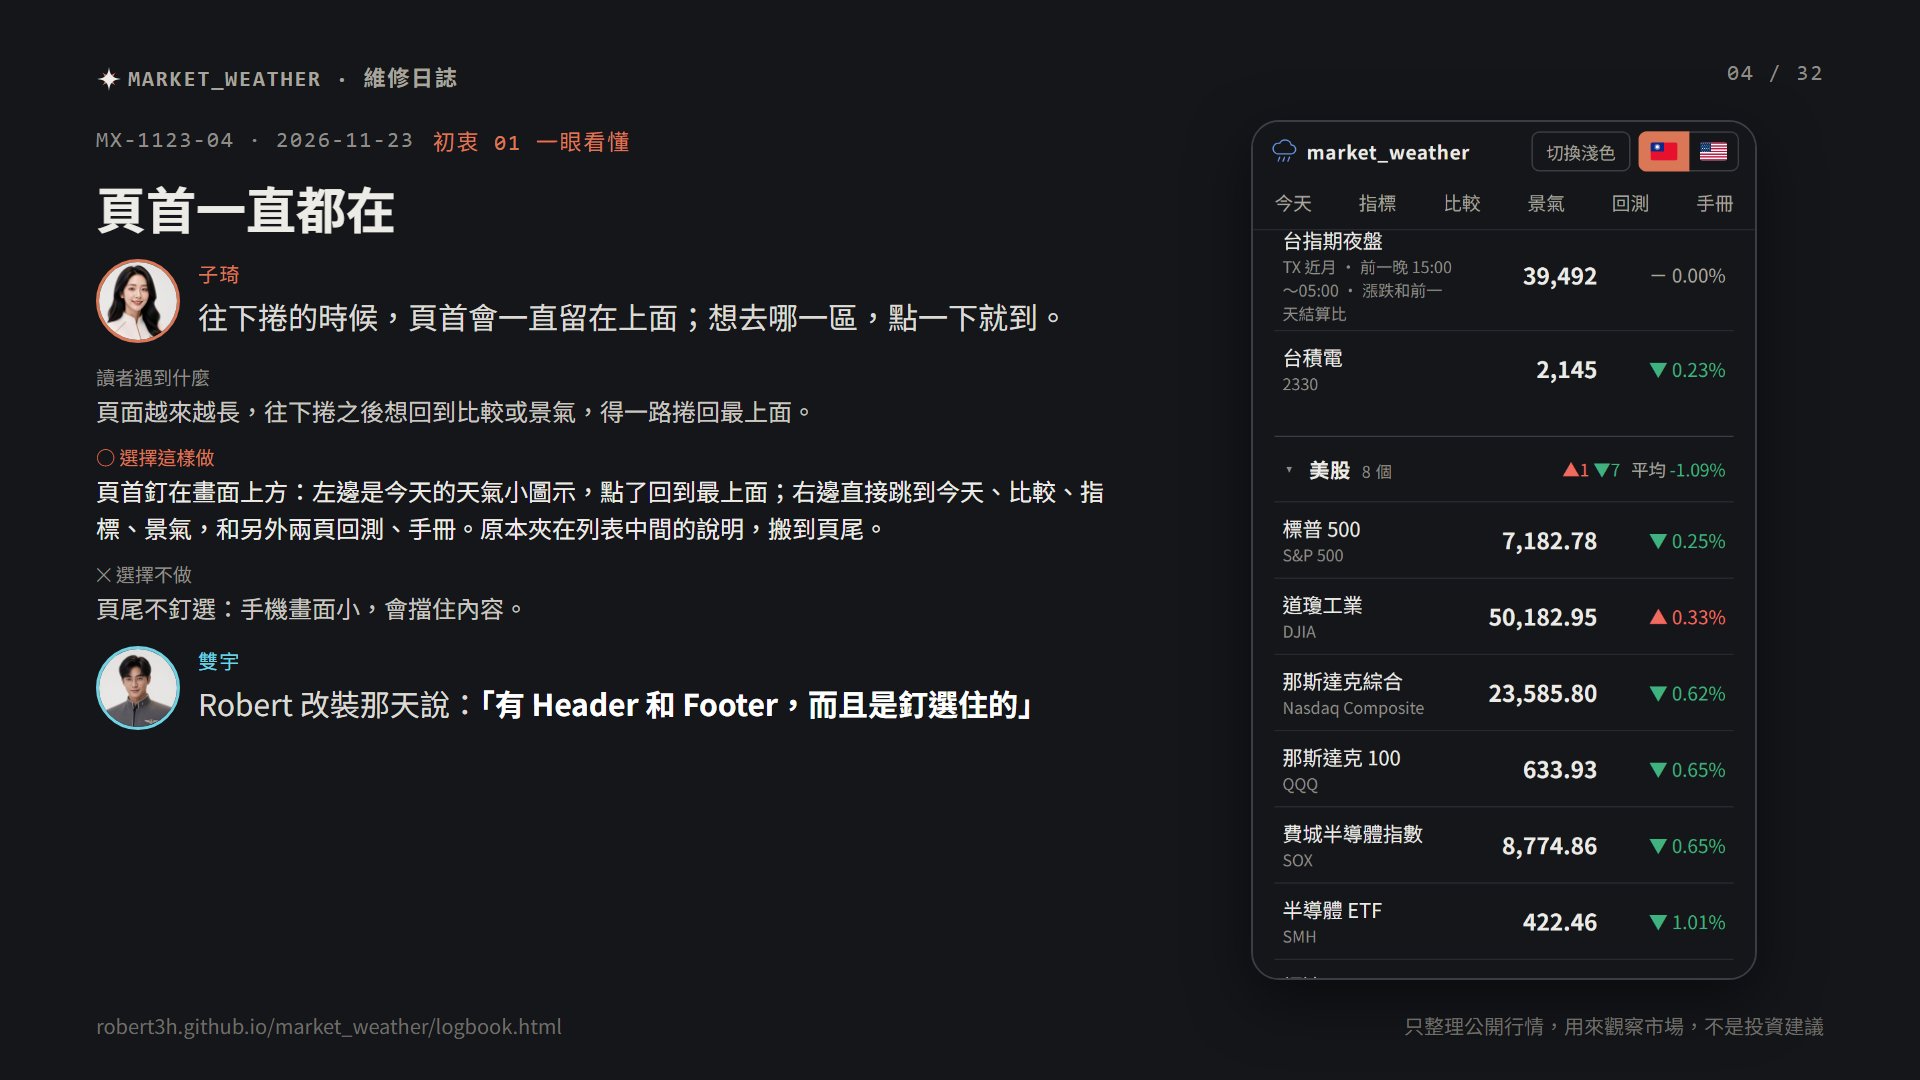 MARKET_WEATHER · 維修日誌
04 / 32
MX-1123-04 · 2026-11-23 初衷 01 一眼看懂
頁首一直都在
子琦
往下捲的時候，頁首會一直留在上面；想去哪一區，點一下就到。
讀者遇到什麼
頁面越來越長，往下捲之後想回到比較或景氣，得一路捲回最上面。
○ 選擇這樣做
頁首釘在畫面上方：左邊是今天的天氣小圖示，點了回到最上面；右邊直接跳到今天、比較、指
標、景氣，和另外兩頁回測、手冊。原本夾在列表中間的說明，搬到頁尾。
× 選擇不做
頁尾不釘選：手機畫面小，會擋住內容。
雙宇
Robert 改裝那天說：「有 Header 和 Footer，而且是釘選住的」
market_weather 切換淺色
今天 指標 比較 景氣 回測 手冊
台指期夜盤
TX 近月 · 前一晚 15:00
～05:00 · 漲跌和前一
天結算比
39,492 — 0.00%
台積電
2330
2,145 ▼ 0.23%
▾ 美股 8 個 ▲1 ▼7 平均 -1.09%
標普 500
S&P 500
7,182.78 ▼ 0.25%
道瓊工業
DJIA
50,182.95 ▲ 0.33%
那斯達克綜合
Nasdaq Composite
23,585.80 ▼ 0.62%
那斯達克 100
QQQ
633.93 ▼ 0.65%
費城半導體指數
SOX
8,774.86 ▼ 0.65%
半導體 ETF
SMH
422.46 ▼ 1.01%
robert3h.github.io/market_weather/logbook.html
只整理公開行情，用來觀察市場，不是投資建議